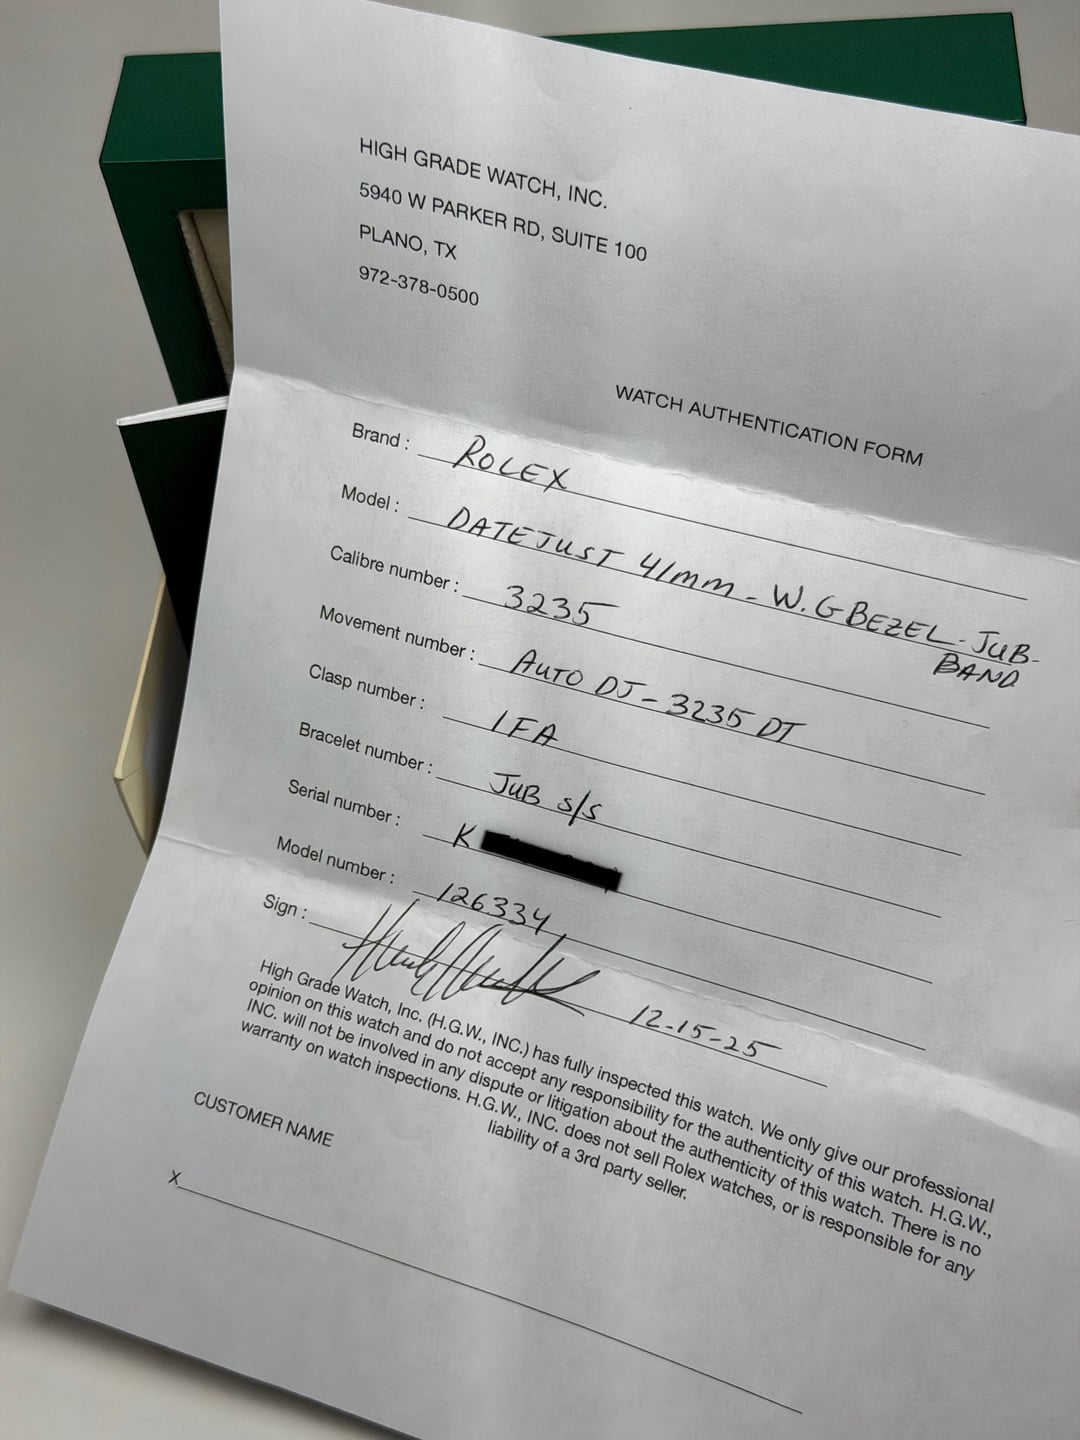 HIGH GRADE WATCH, INC.
5940 W PARKER RD, SUITE 100
PLANO, TX
972-378-0500
WATCH AUTHENTICATION FORM
Brand : ROLEX
Model : DATEJUST 41mm - W.G BEZEL - JUB-
BAND
Calibre number : 3235
Movement number : AUTO DJ - 3235 DT
Clasp number : 1FA
Bracelet number : JUB S/S
Serial number : K
Model number : 126334
Sign : 12-15-25
High Grade Watch, Inc. (H.G.W., INC.) has fully inspected this watch. We only give our professional
opinion on this watch and do not accept any responsibility for the authenticity of this watch. H.G.W.,
INC. will not be involved in any dispute or litigation about the authenticity of this watch. There is no
warranty on watch inspections. H.G.W., INC. does not sell Rolex watches, or is responsible for any
liability of a 3rd party seller.
CUSTOMER NAME
X